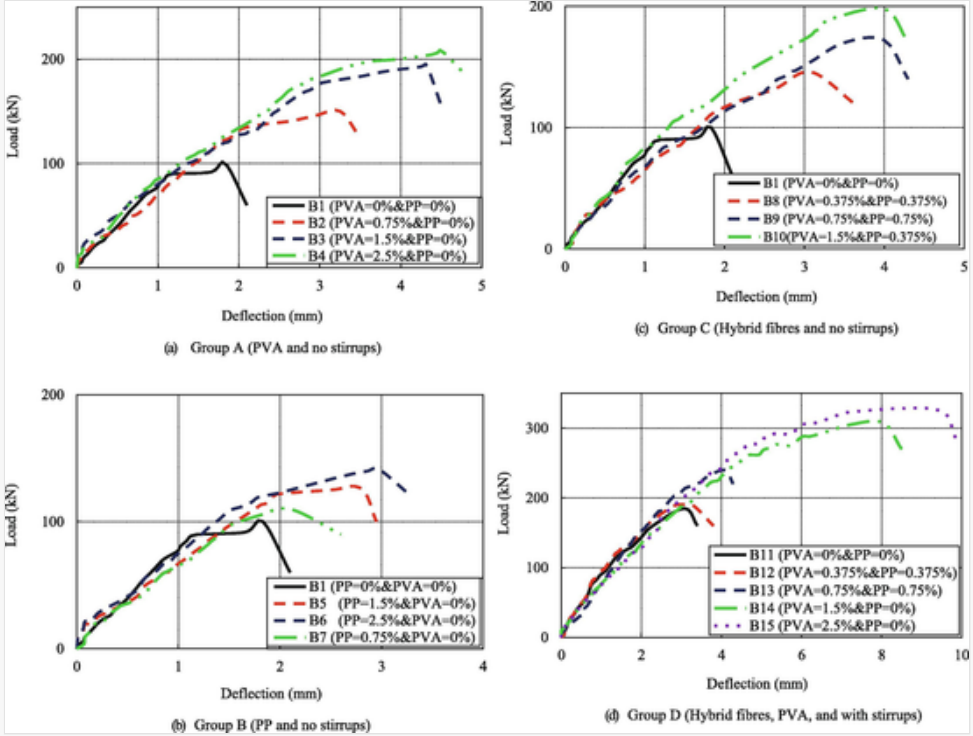 200
100
0
Load (kN)
0
1
2
3
4
5
Deflection (mm)
B1 (PVA=0%&PP=0%)
B2 (PVA=0.75%&PP=0%)
B3 (PVA=1.5%&PP=0%)
B4 (PVA=2.5%&PP=0%)
(a) Group A (PVA and no stirrups)
200
100
0
Load (kN)
0
1
2
3
4
5
Deflection (mm)
B1 (PVA=0%&PP=0%)
B8 (PVA=0.375%&PP=0.375%)
B9 (PVA=0.75%&PP=0.75%)
B10(PVA=1.5%&PP=0.375%)
(c) Group C (Hybrid fibres and no stirrups)
200
100
0
Load (kN)
0
1
2
3
4
Deflection (mm)
B1 (PP=0%&PVA=0%)
B5 (PP=1.5%&PVA=0%)
B6 (PP=2.5%&PVA=0%)
B7 (PP=0.75%&PVA=0%)
(b) Group B (PP and no stirrups)
300
200
100
0
Load (kN)
0
2
4
6
8
10
Deflection (mm)
B11 (PVA=0%&PP=0%)
B12 (PVA=0.375%&PP=0.375%)
B13 (PVA=0.75%&PP=0.75%)
B14 (PVA=1.5%&PP=0%)
B15 (PVA=2.5%&PP=0%)
(d) Group D (Hybrid fibres, PVA, and with stirrups)